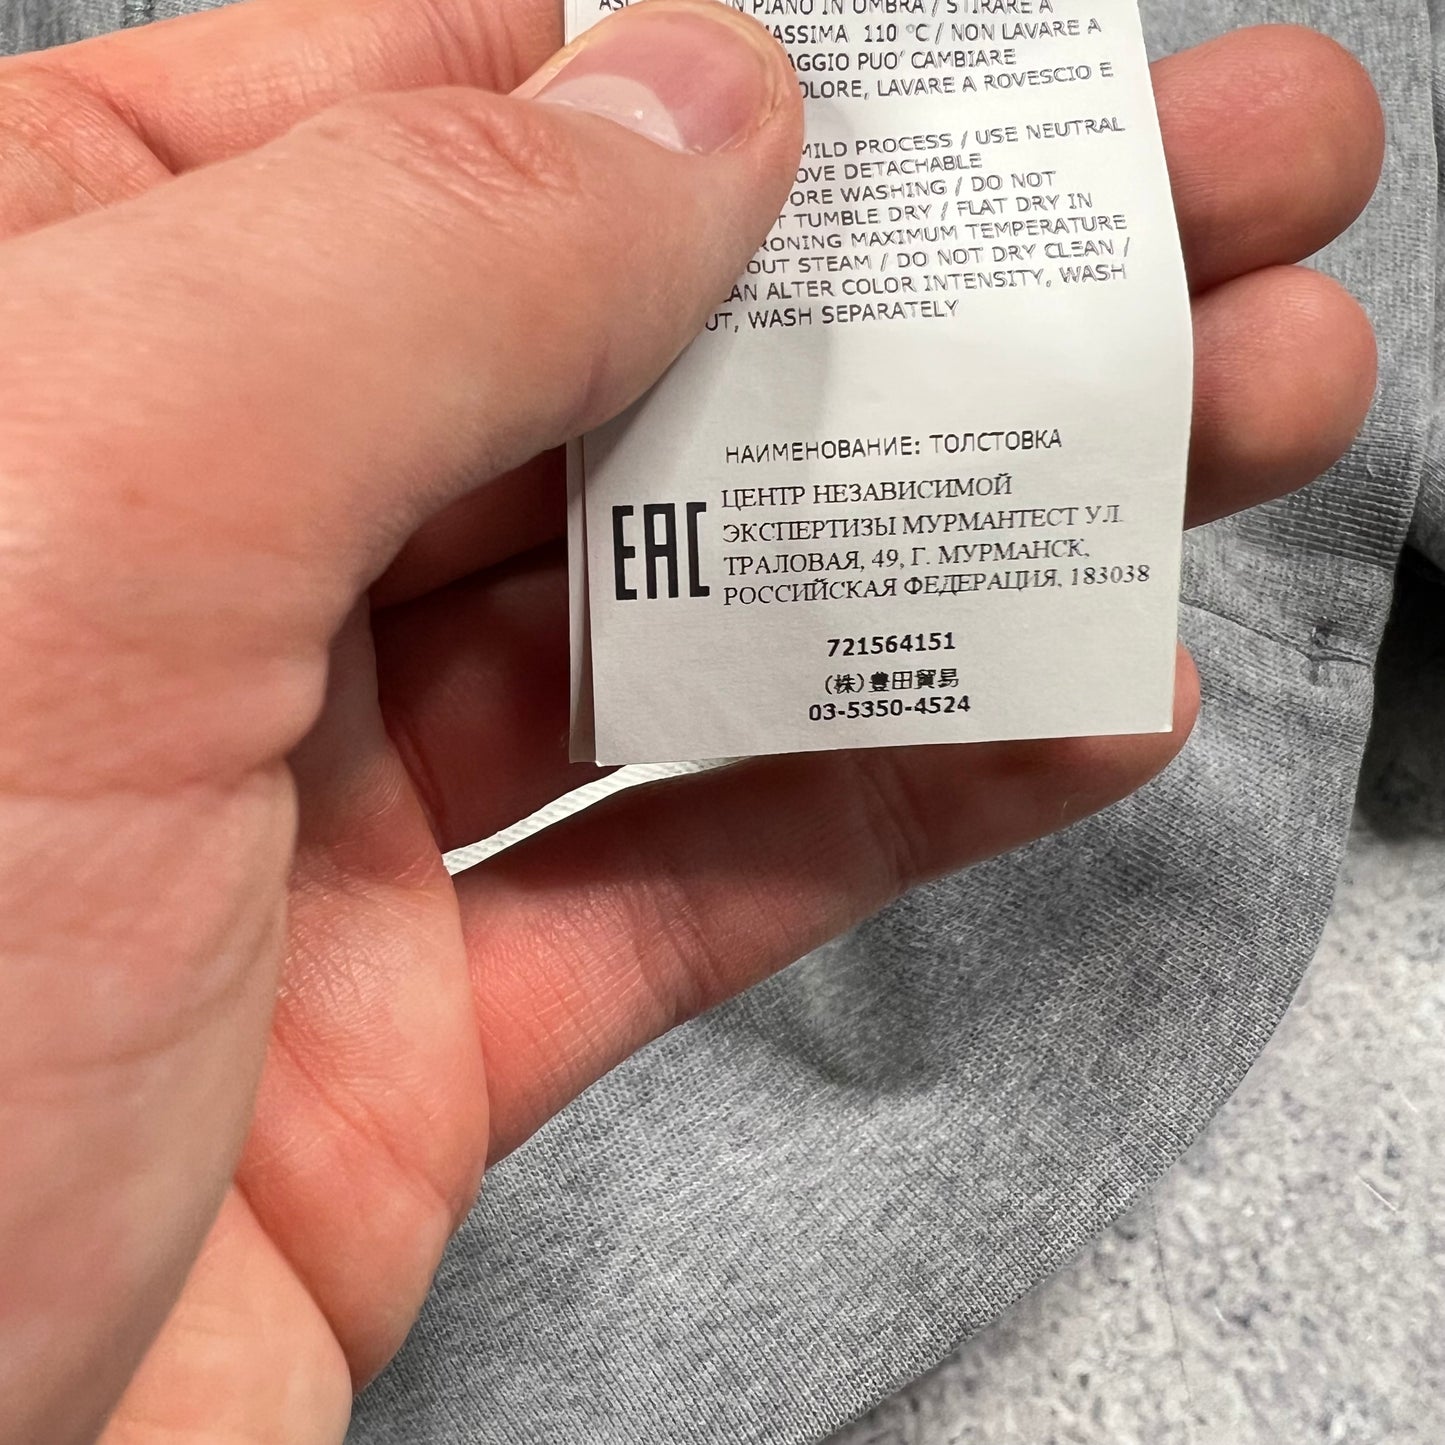 IN PIANO IN OMBRA / STIRARE A
MASSIMA 110 °C / NON LAVARE A
AGGIO PUO' CAMBIARE
OLORE, LAVARE A ROVESCIO E
MILD PROCESS / USE NEUTRAL
OVE DETACHABLE
ORE WASHING / DO NOT
T TUMBLE DRY / FLAT DRY IN
RONING MAXIMUM TEMPERATURE
OUT STEAM / DO NOT DRY CLEAN /
AN ALTER COLOR INTENSITY, WASH
UT, WASH SEPARATELY
НАИМЕНОВАНИЕ: ТОЛСТОВКА
EAC
ЦЕНТР НЕЗАВИСИМОЙ
ЭКСПЕРТИЗЫ МУРМАНТЕСТ УЛ.
ТРАЛОВАЯ, 49, Г. МУРМАНСК,
РОССИЙСКАЯ ФЕДЕРАЦИЯ, 183038
721564151
(株)豊田貿易
03-5350-4524